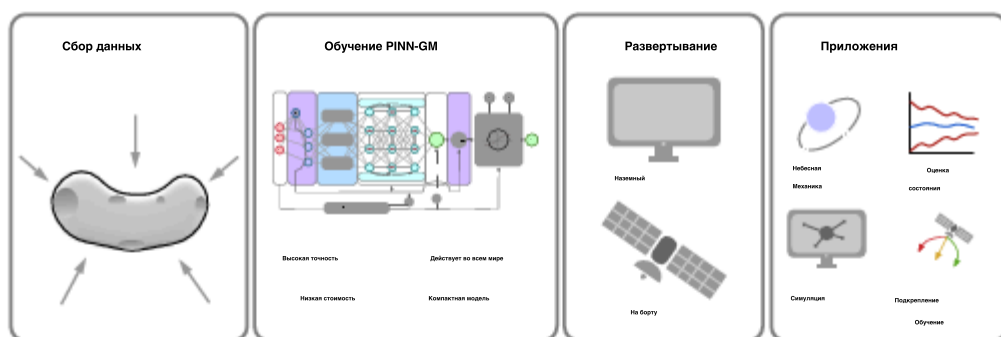 Сбор данных
Обучение PINN-GM
Высокая точность
Действует во всем мире
Низкая стоимость
Компактная модель
Развертывание
Наземный
На борту
Приложения
Небесная
Механика
Оценка
состояния
Симуляция
Подкрепление
Обучение